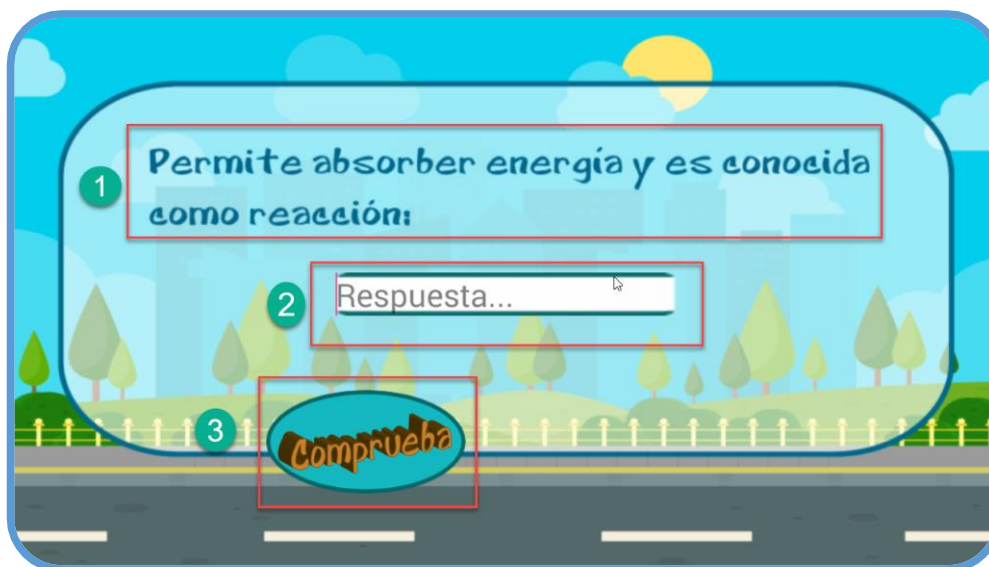 1
Permite absorber energía y es conocida
como reacción:
2
Respuesta...
3
Comprueba